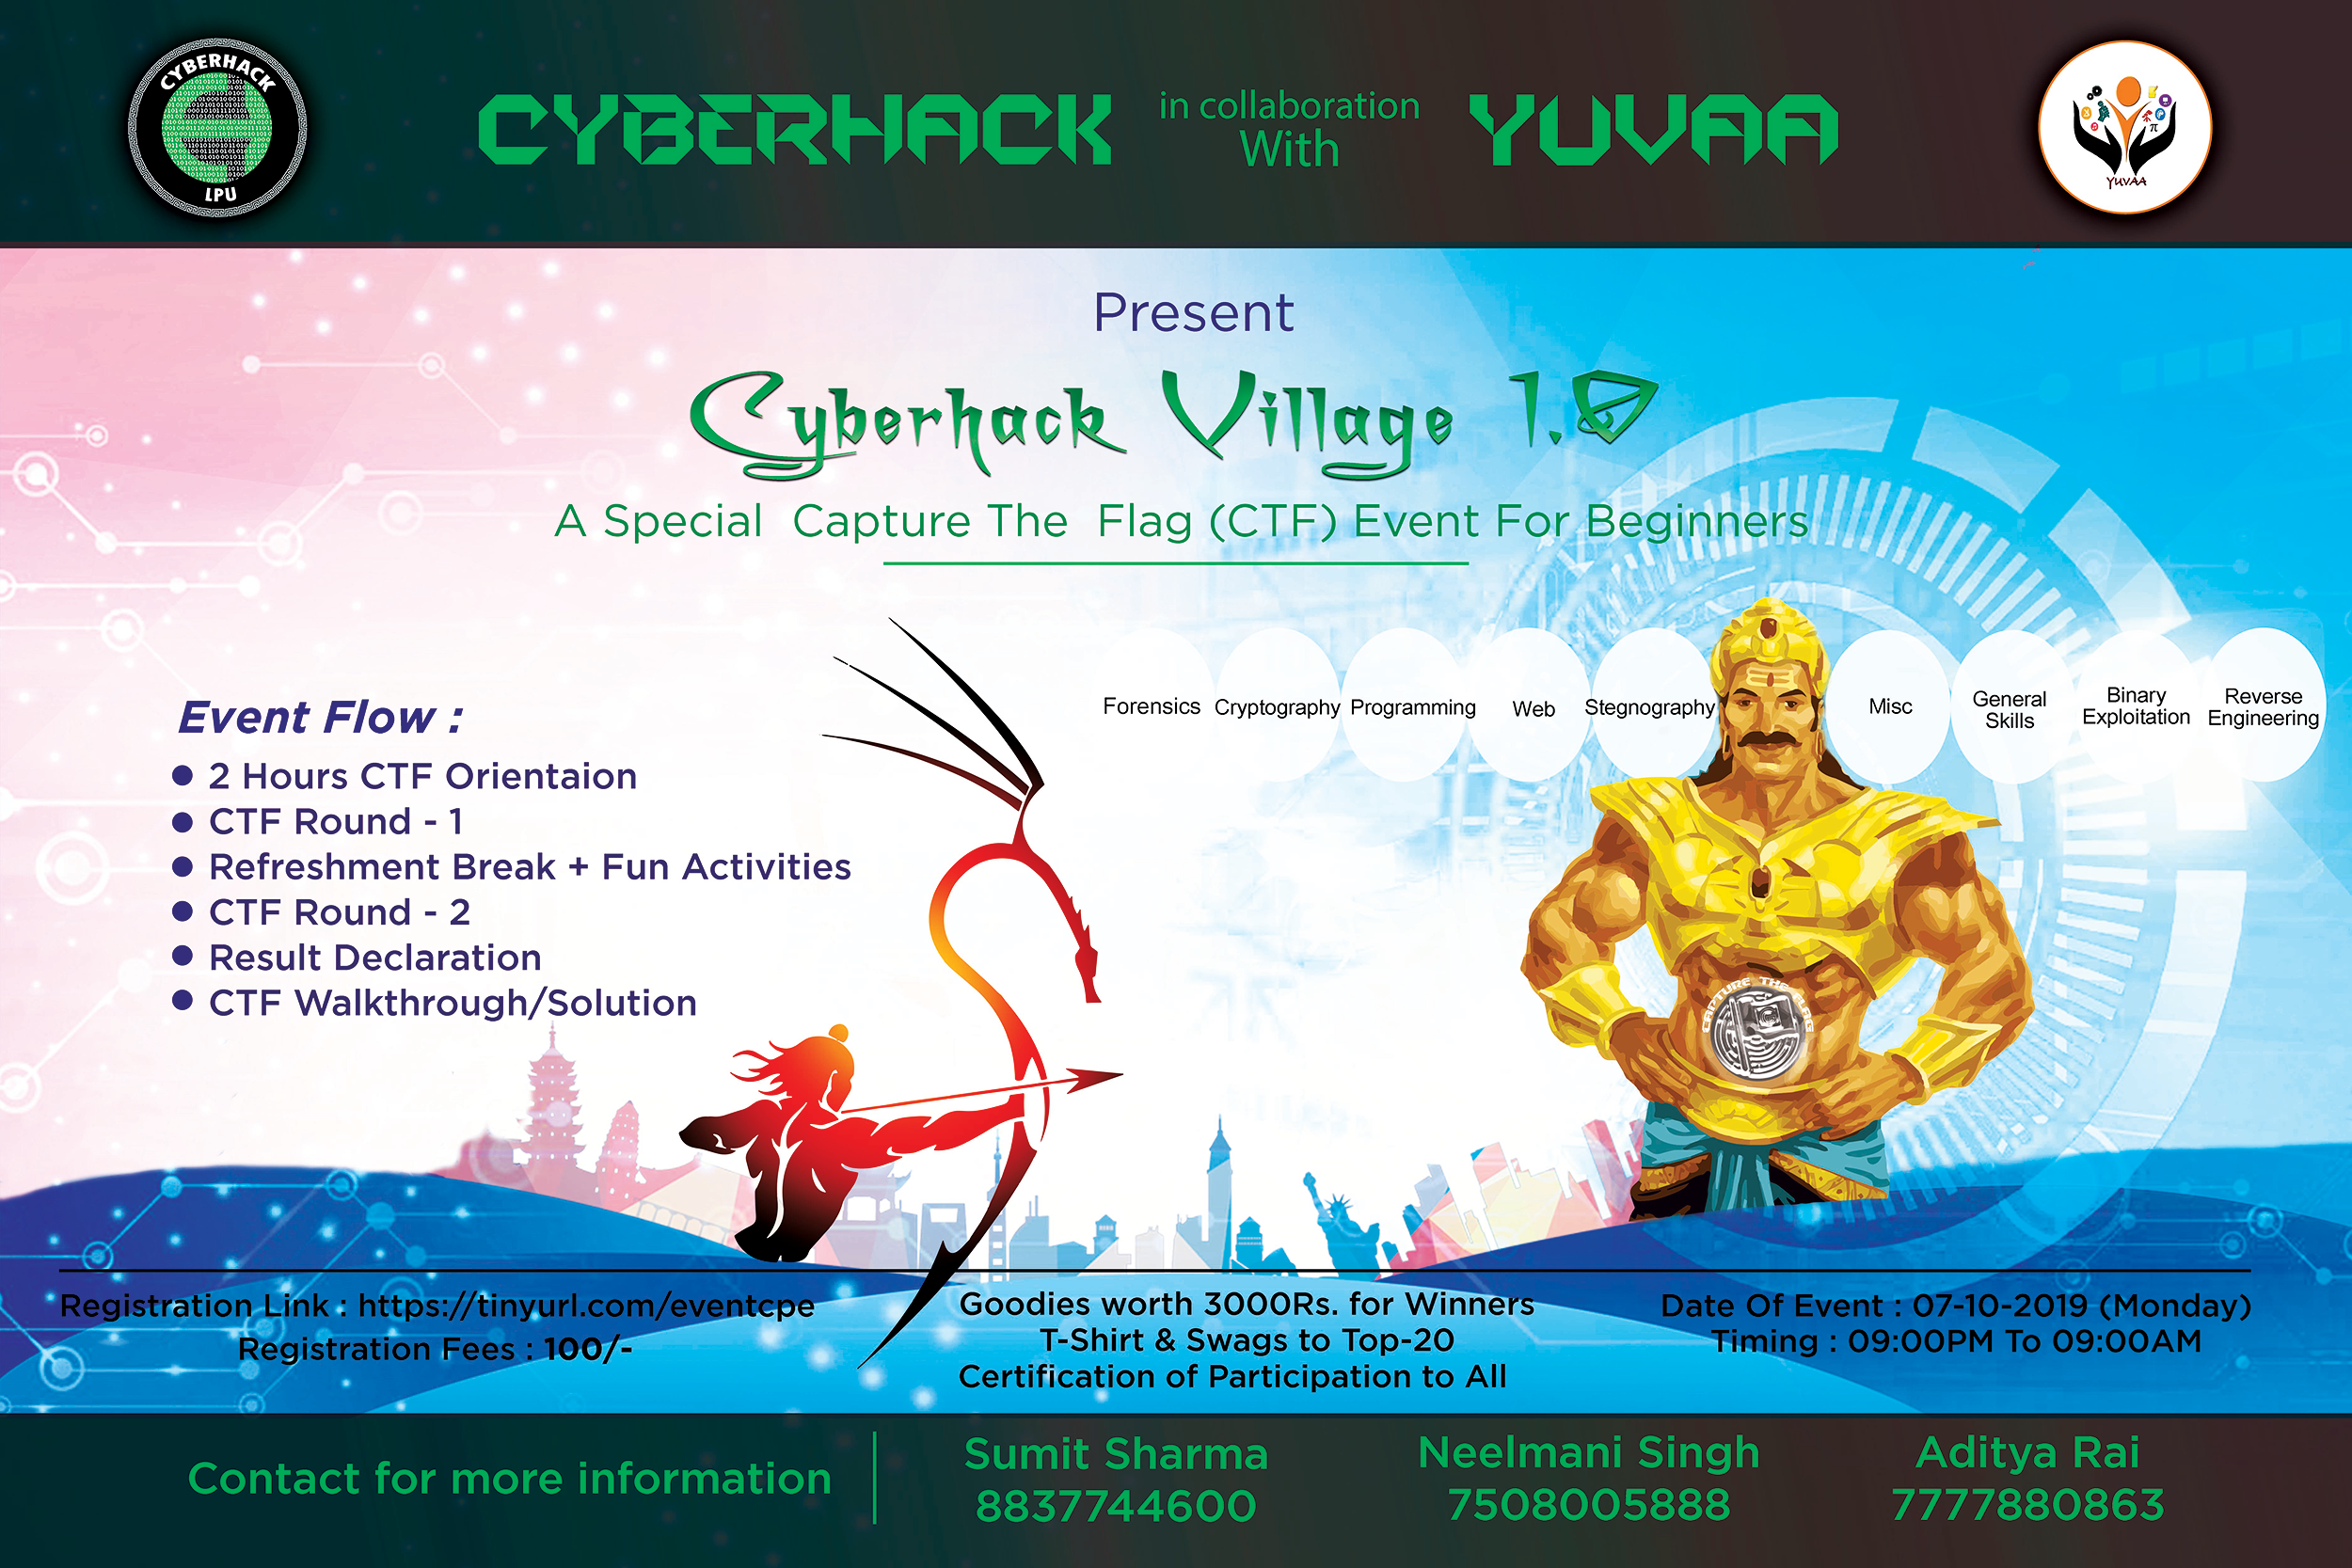 CYBERHACK
LPU
CYBERHACK in collaboration With YUVAA
YUVAA
Present
Cyberhack Village 1.0
A Special Capture The Flag (CTF) Event For Beginners
Forensics
Cryptography
Programming
Web
Stegnography
Misc
General
Skills
Binary
Exploitation
Reverse
Engineering
Event Flow :
2 Hours CTF Orientaion
CTF Round - 1
Refreshment Break + Fun Activities
CTF Round - 2
Result Declaration
CTF Walkthrough/Solution
CAPTURE THE FLAG
Registration Link : https://tinyurl.com/eventcpe
Registration Fees : 100/-
Goodies worth 3000Rs. for Winners
T-Shirt & Swags to Top-20
Certification of Participation to All
Date Of Event : 07-10-2019 (Monday)
Timing : 09:00PM To 09:00AM
Contact for more information
Sumit Sharma
8837744600
Neelmani Singh
7508005888
Aditya Rai
7777880863